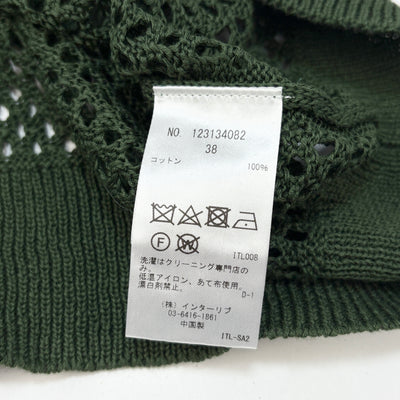 NO. 123134082
38
コットン 100%
F W
ITL008
洗濯はクリーニング専門店の
み。
低温アイロン、あて布使用。
漂白剤禁止。 D-1
(株) インターリブ
03-6416-1861
中国製
ITL-SA2